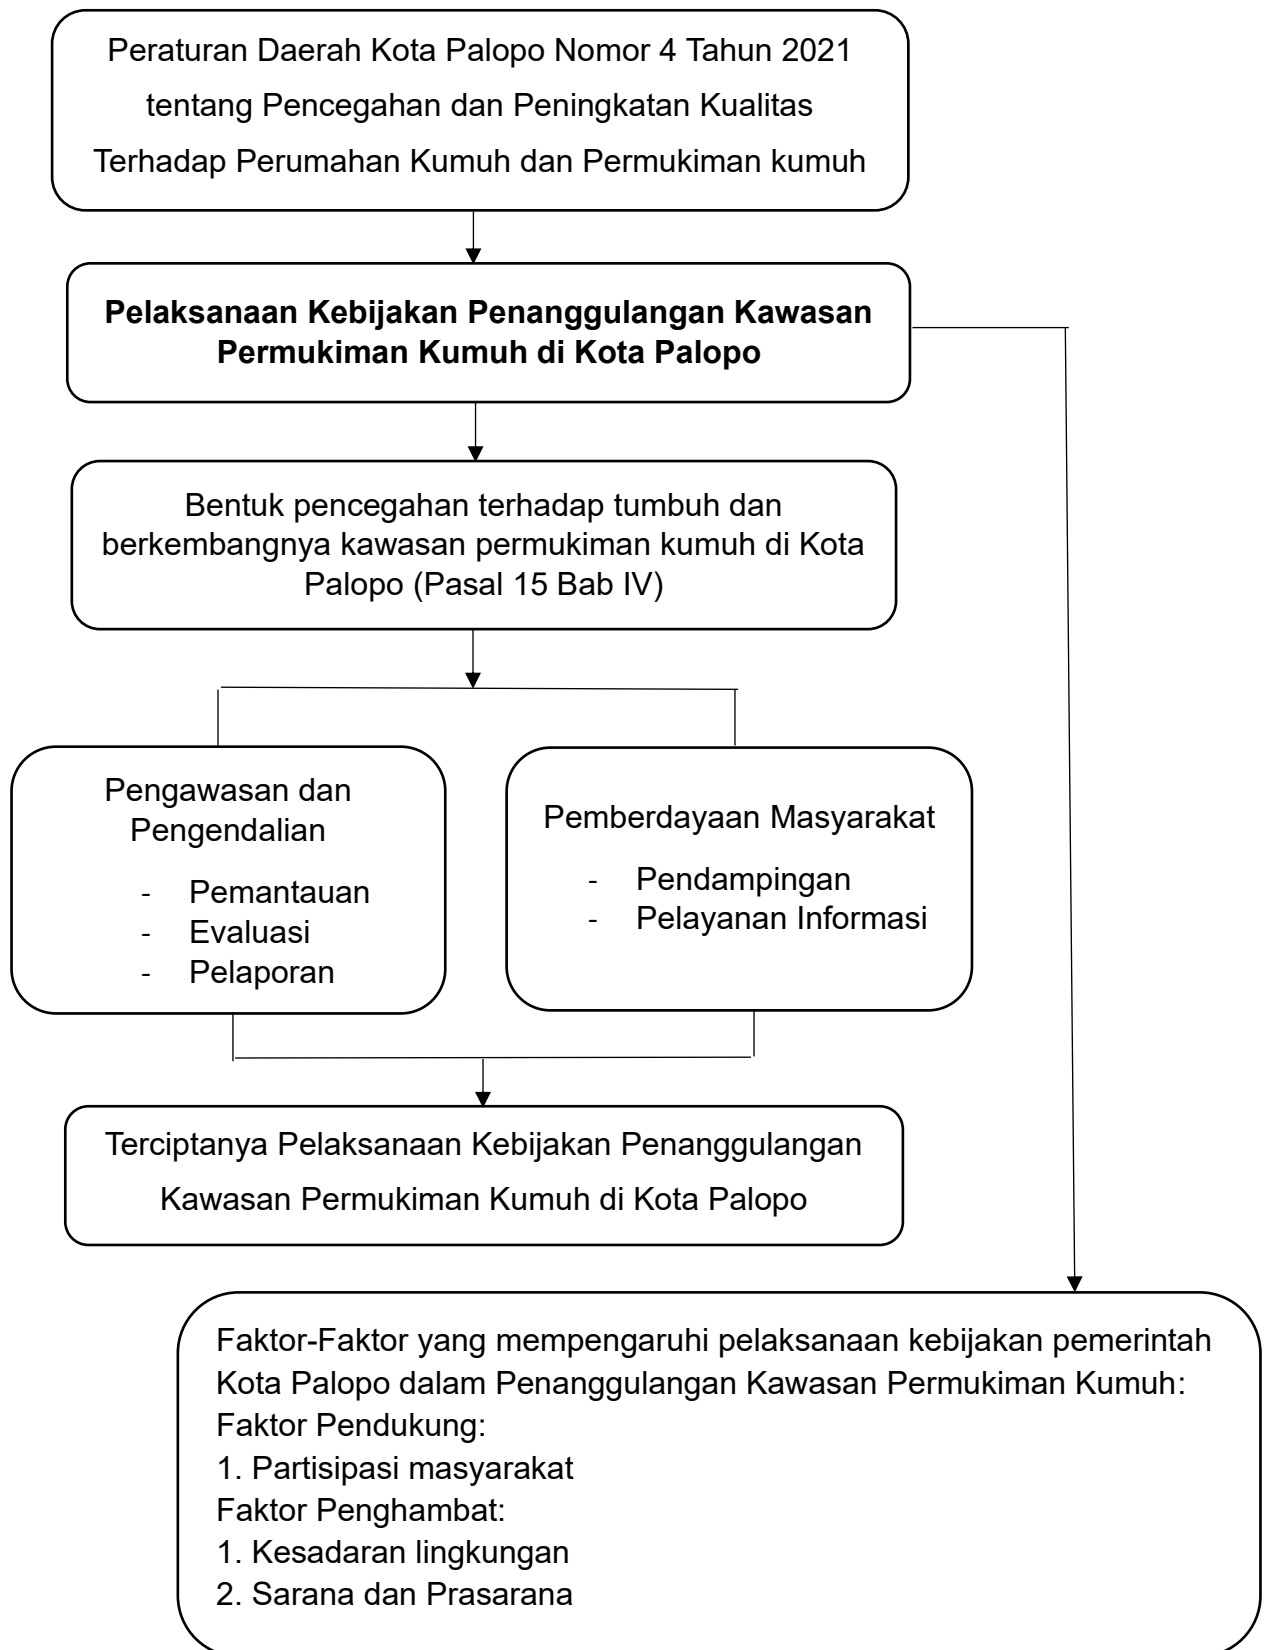 Peraturan Daerah Kota Palopo Nomor 4 Tahun 2021
tentang Pencegahan dan Peningkatan Kualitas
Terhadap Perumahan Kumuh dan Permukiman kumuh
Pelaksanaan Kebijakan Penanggulangan Kawasan
Permukiman Kumuh di Kota Palopo
Bentuk pencegahan terhadap tumbuh dan
berkembangnya kawasan permukiman kumuh di Kota
Palopo (Pasal 15 Bab IV)
Pengawasan dan
Pengendalian
- Pemantauan
- Evaluasi
- Pelaporan
Pemberdayaan Masyarakat
- Pendampingan
- Pelayanan Informasi
Terciptanya Pelaksanaan Kebijakan Penanggulangan
Kawasan Permukiman Kumuh di Kota Palopo
Faktor-Faktor yang mempengaruhi pelaksanaan kebijakan pemerintah
Kota Palopo dalam Penanggulangan Kawasan Permukiman Kumuh:
Faktor Pendukung:
1. Partisipasi masyarakat
Faktor Penghambat:
1. Kesadaran lingkungan
2. Sarana dan Prasarana